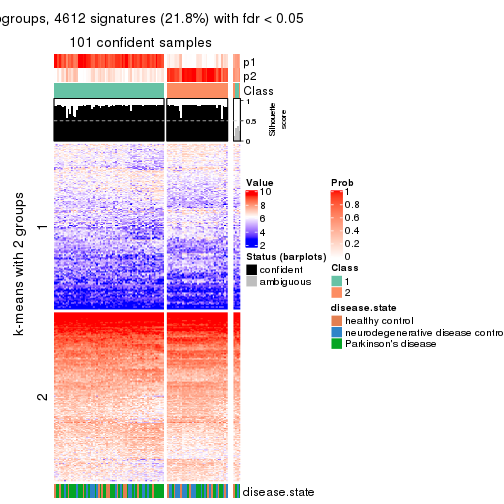 groups, 4612 signatures (21.8%) with fdr < 0.05
101 confident samples
p1
p2
Class
1
0.5
0
Silhouette
score
k-means with 2 groups
1
2
Value
10
8
6
4
2
Status (barplots)
confident
ambiguous
Prob
1
0.8
0.6
0.4
0.2
0
Class
1
2
disease.state
healthy control
neurodegenerative disease contro
Parkinson's disease
disease.state